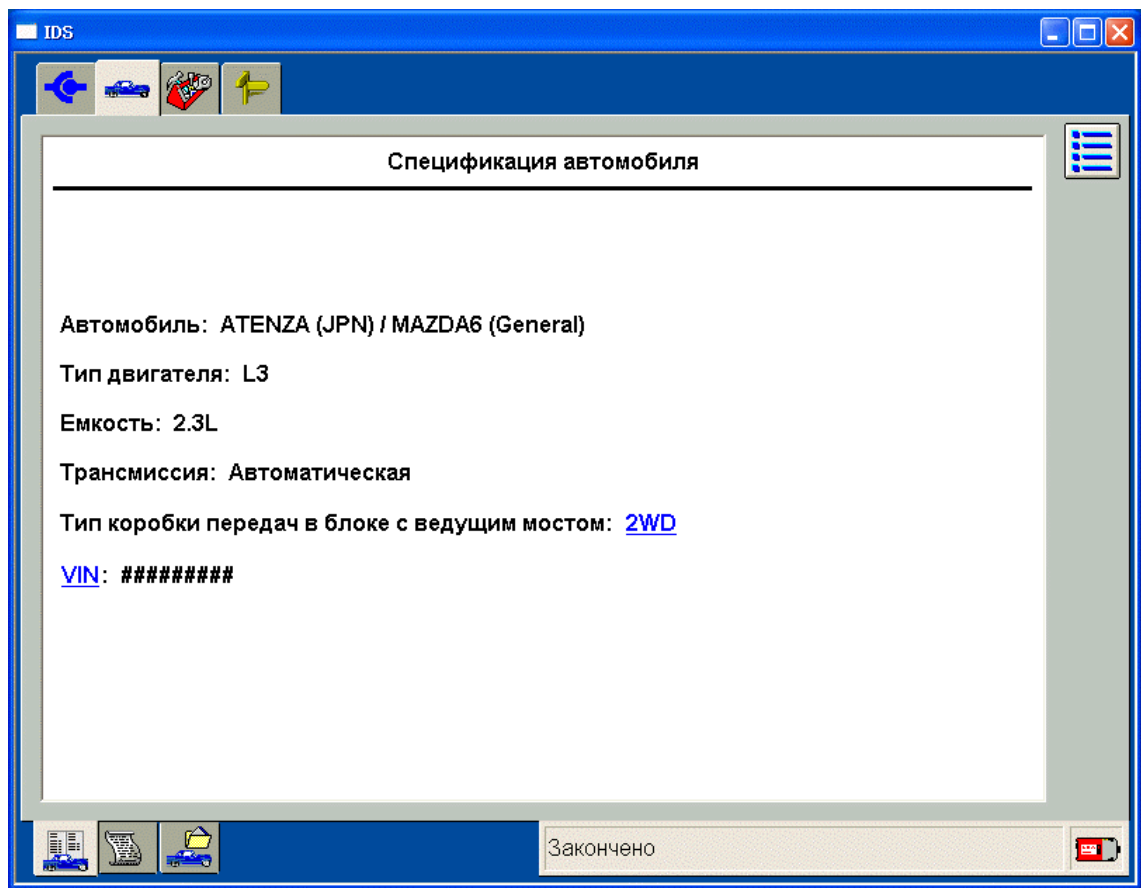 IDS
Спецификация автомобиля
Автомобиль: ATENZA (JPN) / MAZDA6 (General)
Тип двигателя: L3
Емкость: 2.3L
Трансмиссия: Автоматическая
Тип коробки передач в блоке с ведущим мостом: 2WD
VIN: #########
Закончено